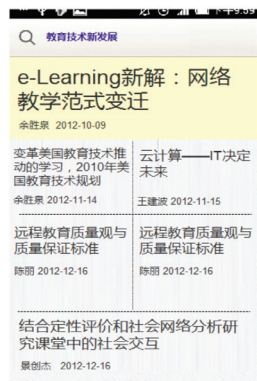 下午9:59
教育技术新发展
e-Learning新解：网络
教学范式变迁
余胜泉 2012-10-09
变革美国教育技术推
动的学习，2010年美
国教育技术规划
余胜泉 2012-11-14
云计算——IT决定
未来
王建波 2012-11-15
远程教育质量观与
质量保证标准
陈丽 2012-12-16
远程教育质量观与
质量保证标准
陈丽 2012-12-16
结合定性评价和社会网络分析研
究课堂中的社会交互
景创杰 2012-12-16